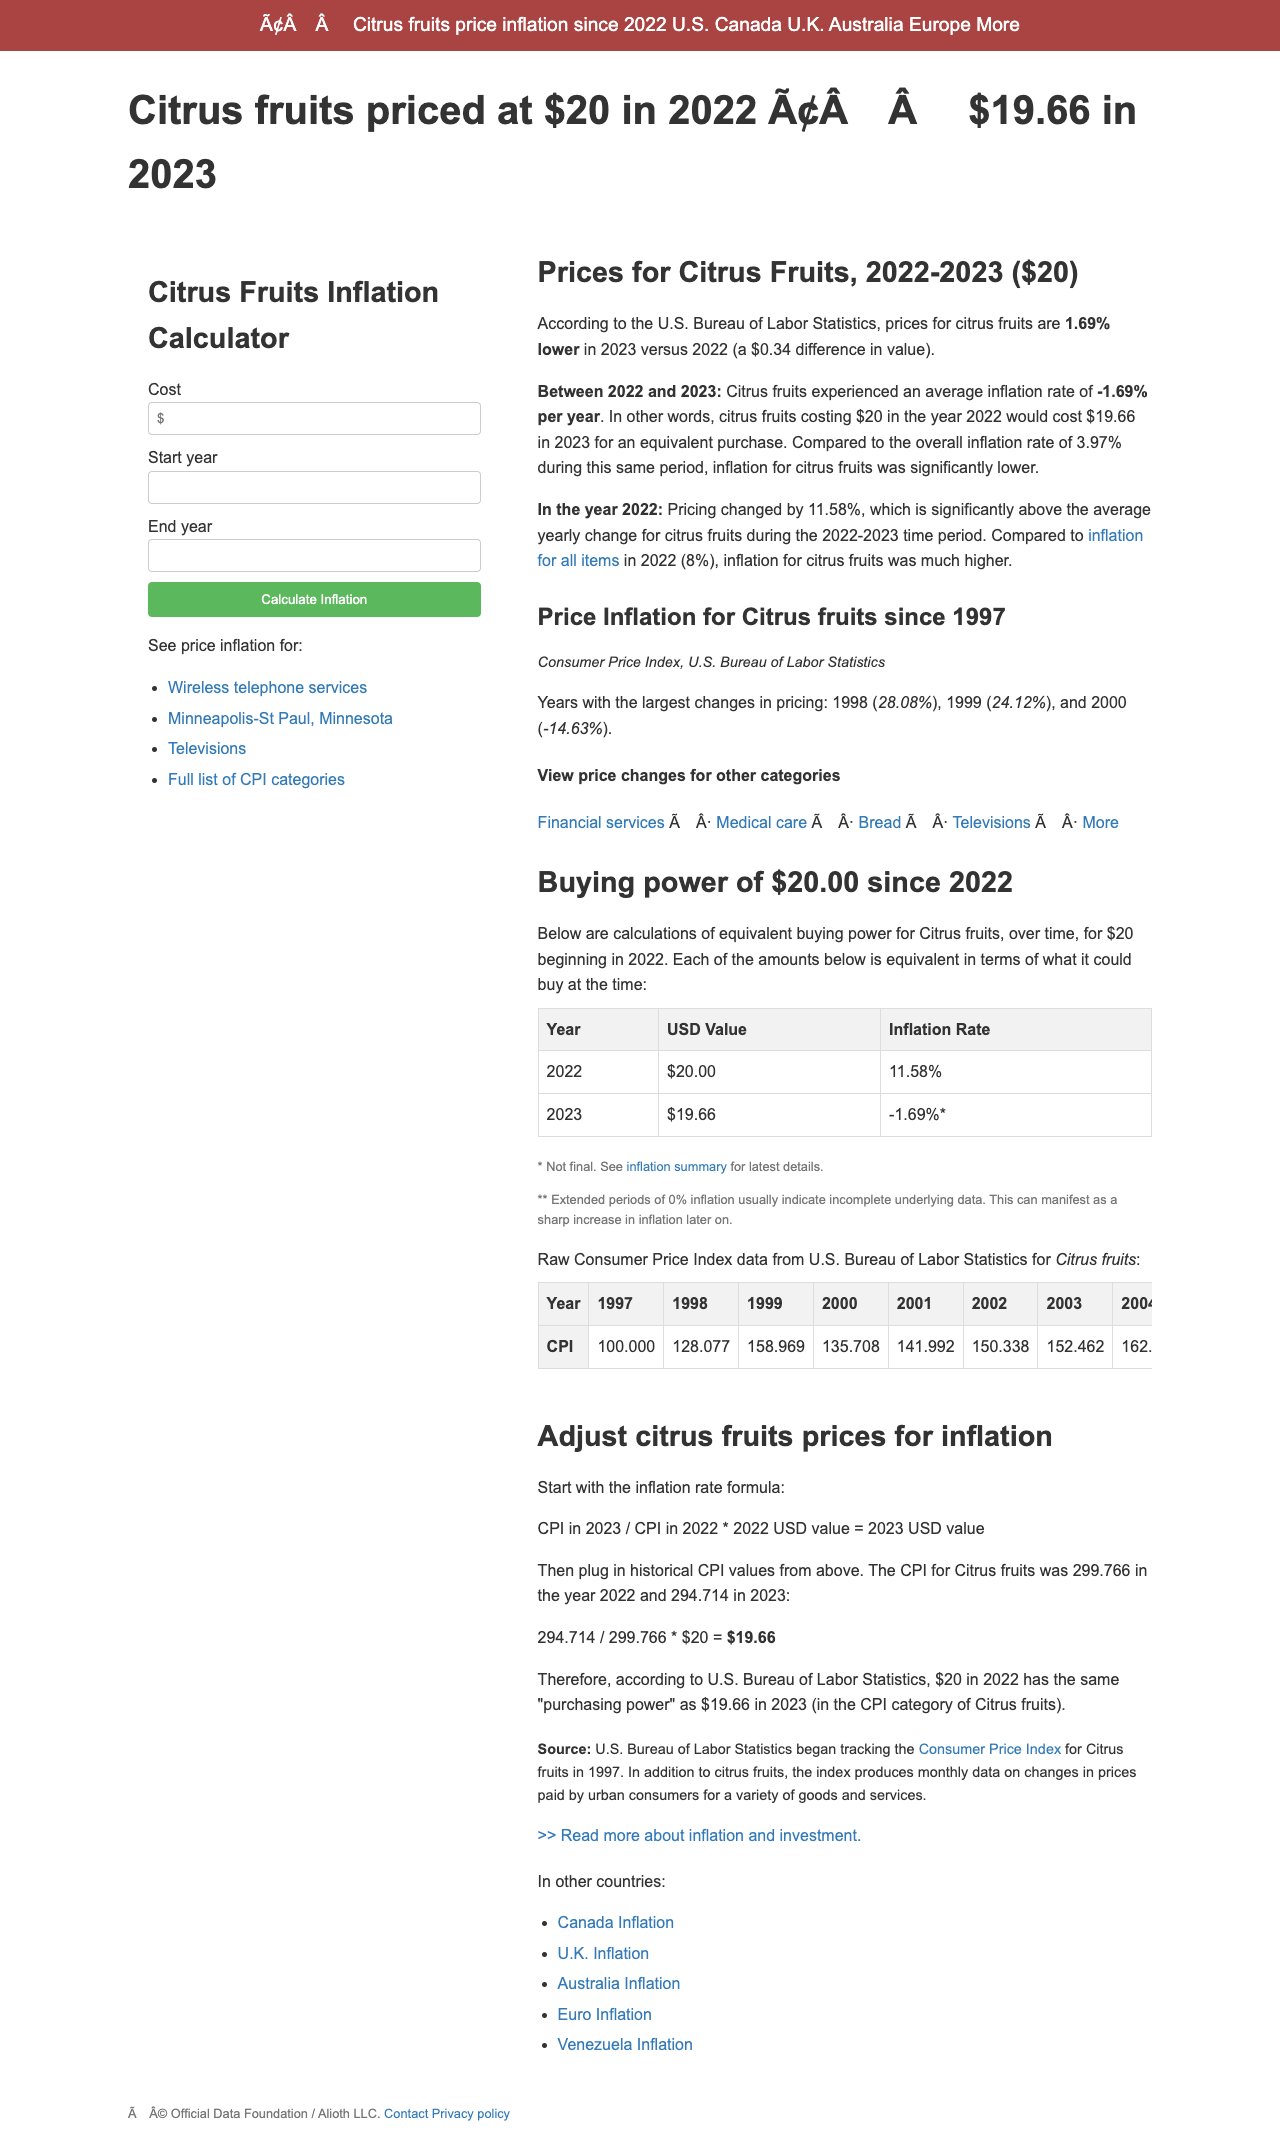 Ã¢Â Â Citrus fruits price inflation since 2022 U.S. Canada U.K. Australia Europe More
Citrus fruits priced at $20 in 2022 Ã¢Â Â $19.66 in
2023
Citrus Fruits Inflation
Calculator
Cost
$
Start year
End year
Calculate Inflation
See price inflation for:
• Wireless telephone services
• Minneapolis-St Paul, Minnesota
• Televisions
• Full list of CPI categories
Prices for Citrus Fruits, 2022-2023 ($20)
According to the U.S. Bureau of Labor Statistics, prices for citrus fruits are 1.69%
lower in 2023 versus 2022 (a $0.34 difference in value).
Between 2022 and 2023: Citrus fruits experienced an average inflation rate of -1.69%
per year. In other words, citrus fruits costing $20 in the year 2022 would cost $19.66
in 2023 for an equivalent purchase. Compared to the overall inflation rate of 3.97%
during this same period, inflation for citrus fruits was significantly lower.
In the year 2022: Pricing changed by 11.58%, which is significantly above the average
yearly change for citrus fruits during the 2022-2023 time period. Compared to inflation
for all items in 2022 (8%), inflation for citrus fruits was much higher.
Price Inflation for Citrus fruits since 1997
Consumer Price Index, U.S. Bureau of Labor Statistics
Years with the largest changes in pricing: 1998 (28.08%), 1999 (24.12%), and 2000
(-14.63%).
View price changes for other categories
Financial services Ã Â· Medical care Ã Â· Bread Ã Â· Televisions Ã Â· More
Buying power of $20.00 since 2022
Below are calculations of equivalent buying power for Citrus fruits, over time, for $20
beginning in 2022. Each of the amounts below is equivalent in terms of what it could
buy at the time:
Year USD Value Inflation Rate
2022 $20.00 11.58%
2023 $19.66 -1.69%*
* Not final. See inflation summary for latest details.
** Extended periods of 0% inflation usually indicate incomplete underlying data. This can manifest as a
sharp increase in inflation later on.
Raw Consumer Price Index data from U.S. Bureau of Labor Statistics for Citrus fruits:
Year 1997 1998 1999 2000 2001 2002 2003 2004
CPI 100.000 128.077 158.969 135.708 141.992 150.338 152.462 162.
Adjust citrus fruits prices for inflation
Start with the inflation rate formula:
CPI in 2023 / CPI in 2022 * 2022 USD value = 2023 USD value
Then plug in historical CPI values from above. The CPI for Citrus fruits was 299.766 in
the year 2022 and 294.714 in 2023:
294.714 / 299.766 * $20 = $19.66
Therefore, according to U.S. Bureau of Labor Statistics, $20 in 2022 has the same
"purchasing power" as $19.66 in 2023 (in the CPI category of Citrus fruits).
Source: U.S. Bureau of Labor Statistics began tracking the Consumer Price Index for Citrus
fruits in 1997. In addition to citrus fruits, the index produces monthly data on changes in prices
paid by urban consumers for a variety of goods and services.
>> Read more about inflation and investment.
In other countries:
• Canada Inflation
• U.K. Inflation
• Australia Inflation
• Euro Inflation
• Venezuela Inflation
Ã Â© Official Data Foundation / Alioth LLC. Contact Privacy policy